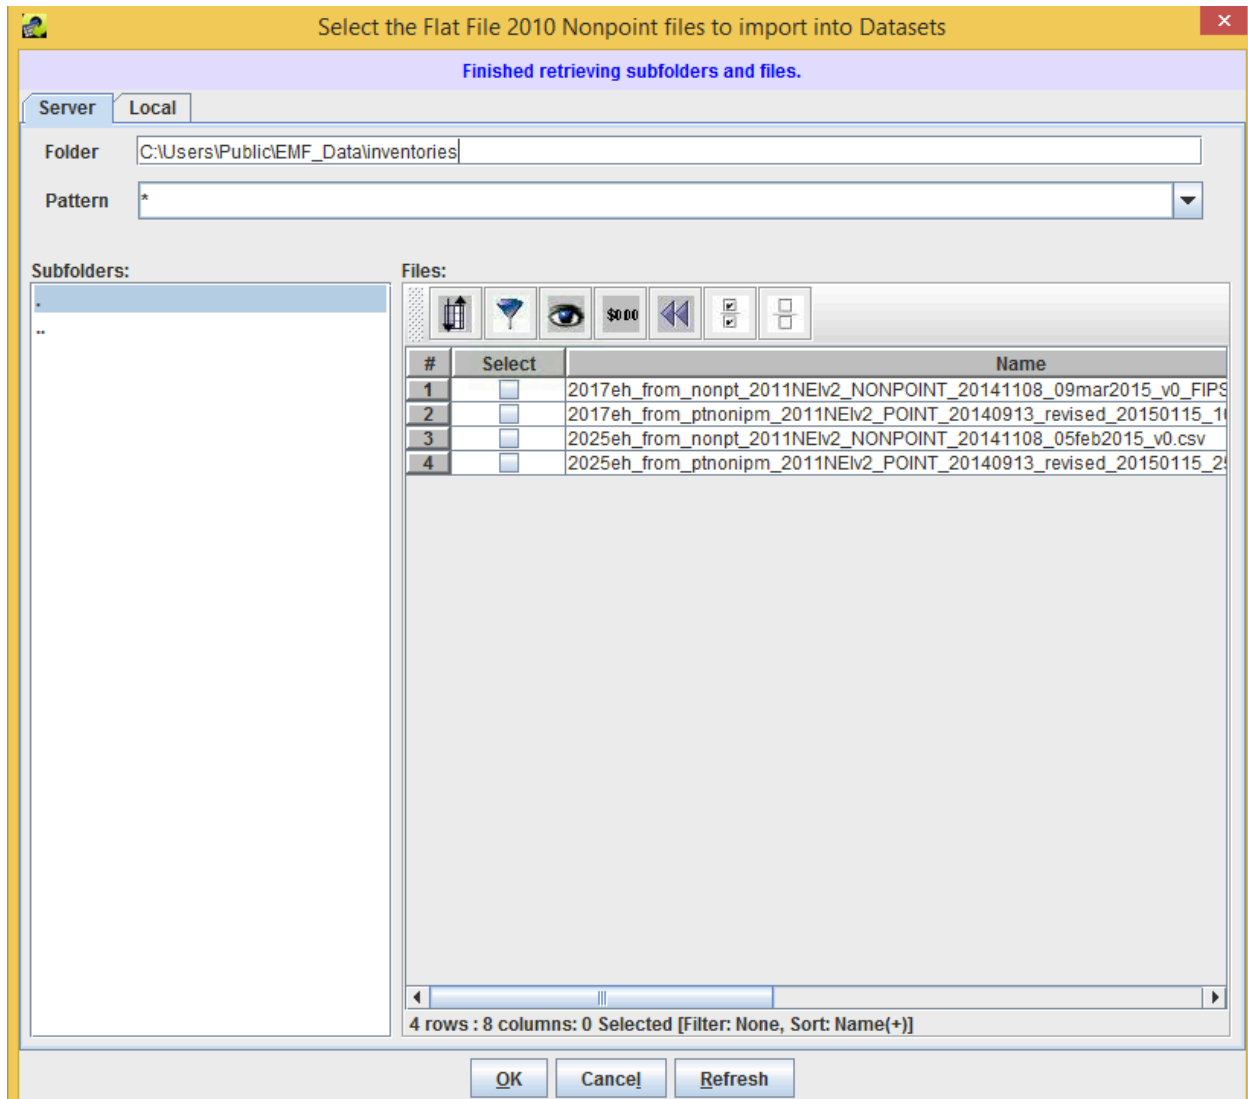 Select the Flat File 2010 Nonpoint files to import into Datasets
Finished retrieving subfolders and files.
Server Local
Folder C:\Users\Public\EMF_Data\inventories
Pattern *
Subfolders: Files:
.
..
$0.00
# Select Name
1 2017eh_from_nonpt_2011NEIv2_NONPOINT_20141108_09mar2015_v0_FIPS
2 2017eh_from_ptnonipm_2011NEIv2_POINT_20140913_revised_20150115_10
3 2025eh_from_nonpt_2011NEIv2_NONPOINT_20141108_05feb2015_v0.csv
4 2025eh_from_ptnonipm_2011NEIv2_POINT_20140913_revised_20150115_2
4 rows : 8 columns: 0 Selected [Filter: None, Sort: Name(+)]
OK Cancel Refresh